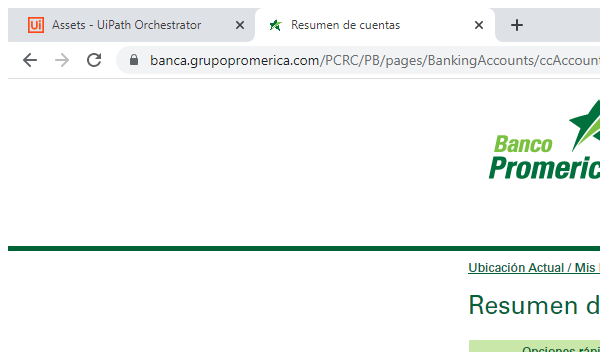 Ui Assets - UiPath Orchestrator
Resumen de cuentas
banca.grupopromerica.com/PCRC/PB/pages/BankingAccounts/ccAccoun
Banco
Promeric
Ubicación Actual / Mis
Resumen d
Opciones rápi